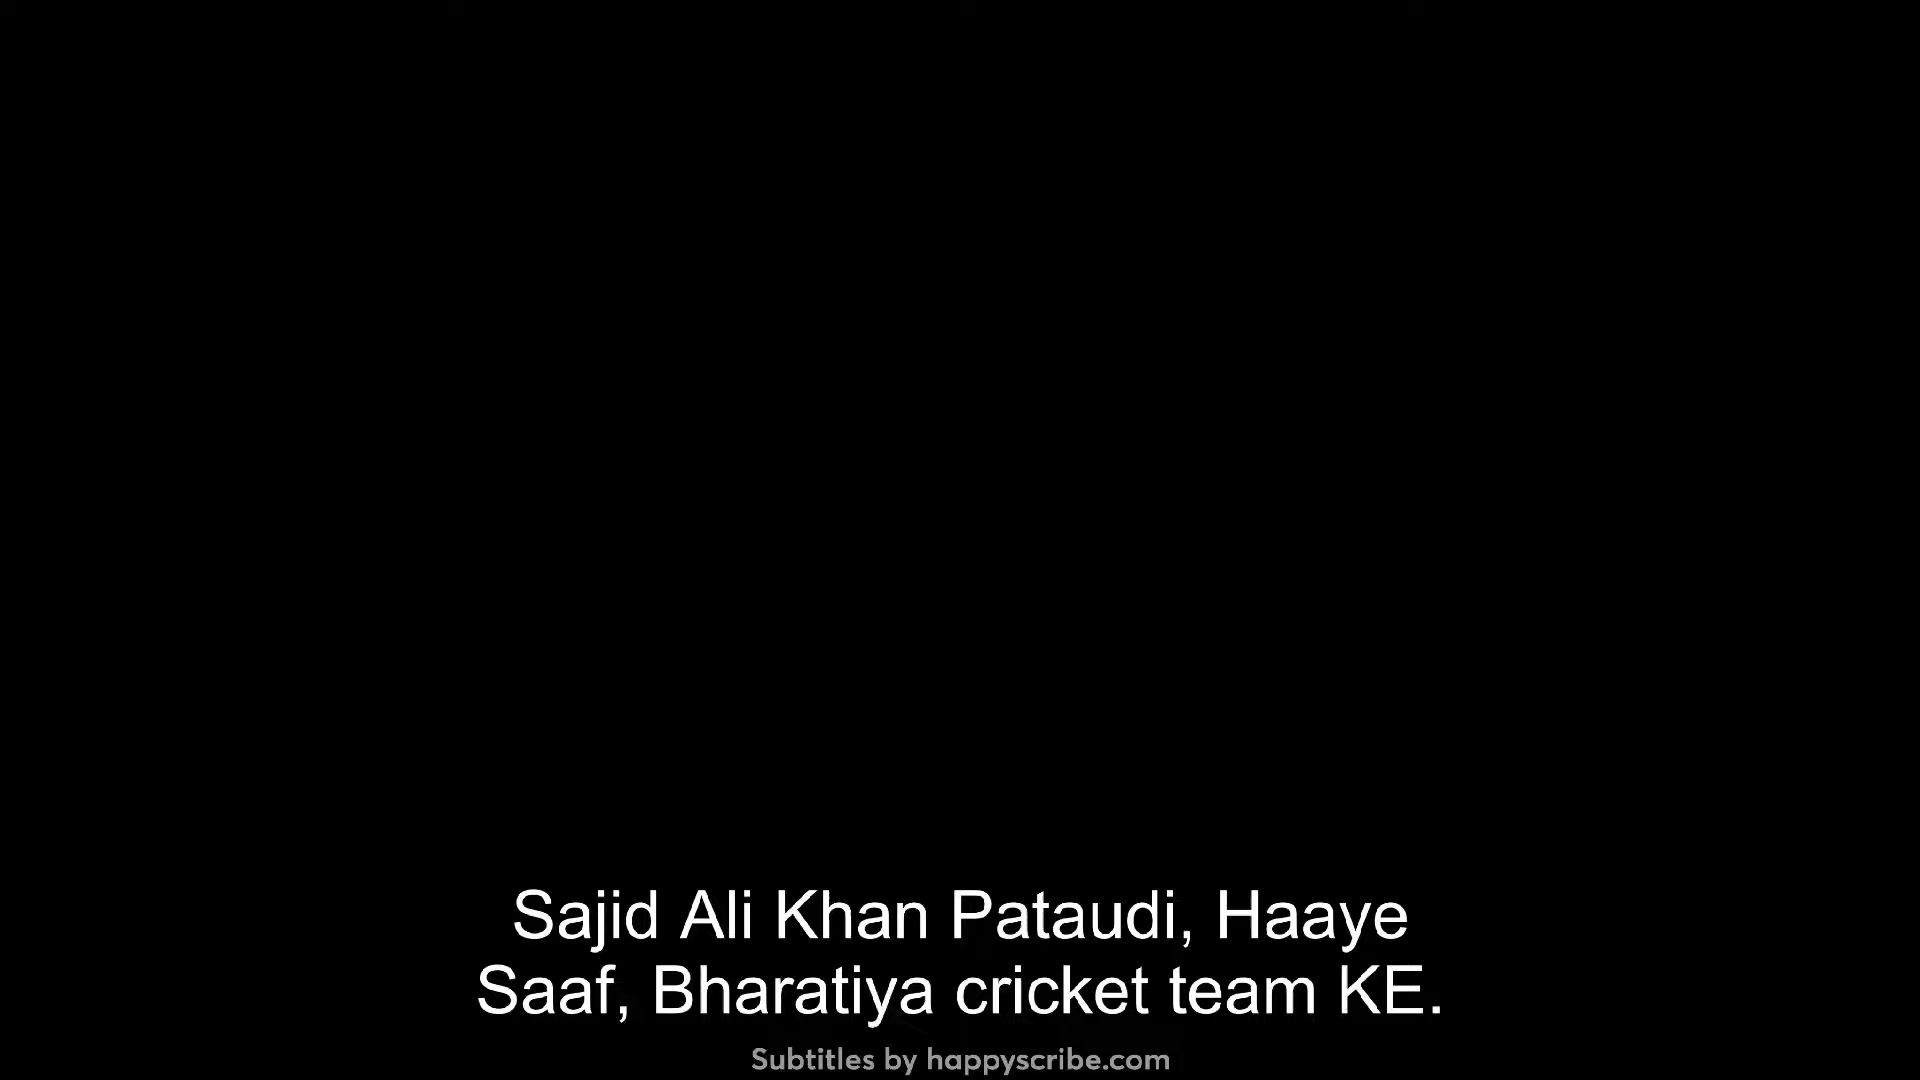 Sajid Ali Khan Pataudi, Haaye
Saaf, Bharatiya cricket team KE.
Subtitles by happyscribe.com